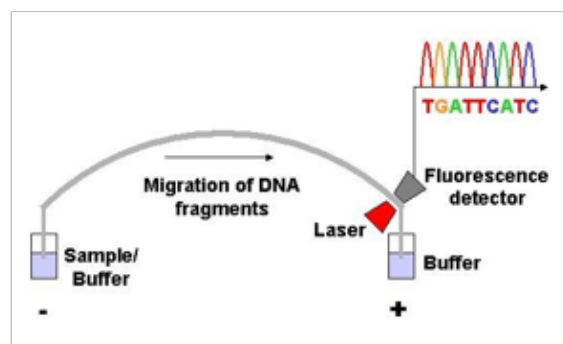 TGATTCATC
Migration of DNA
fragments
Fluorescence
detector
Laser
Sample/
Buffer
Buffer
-
+